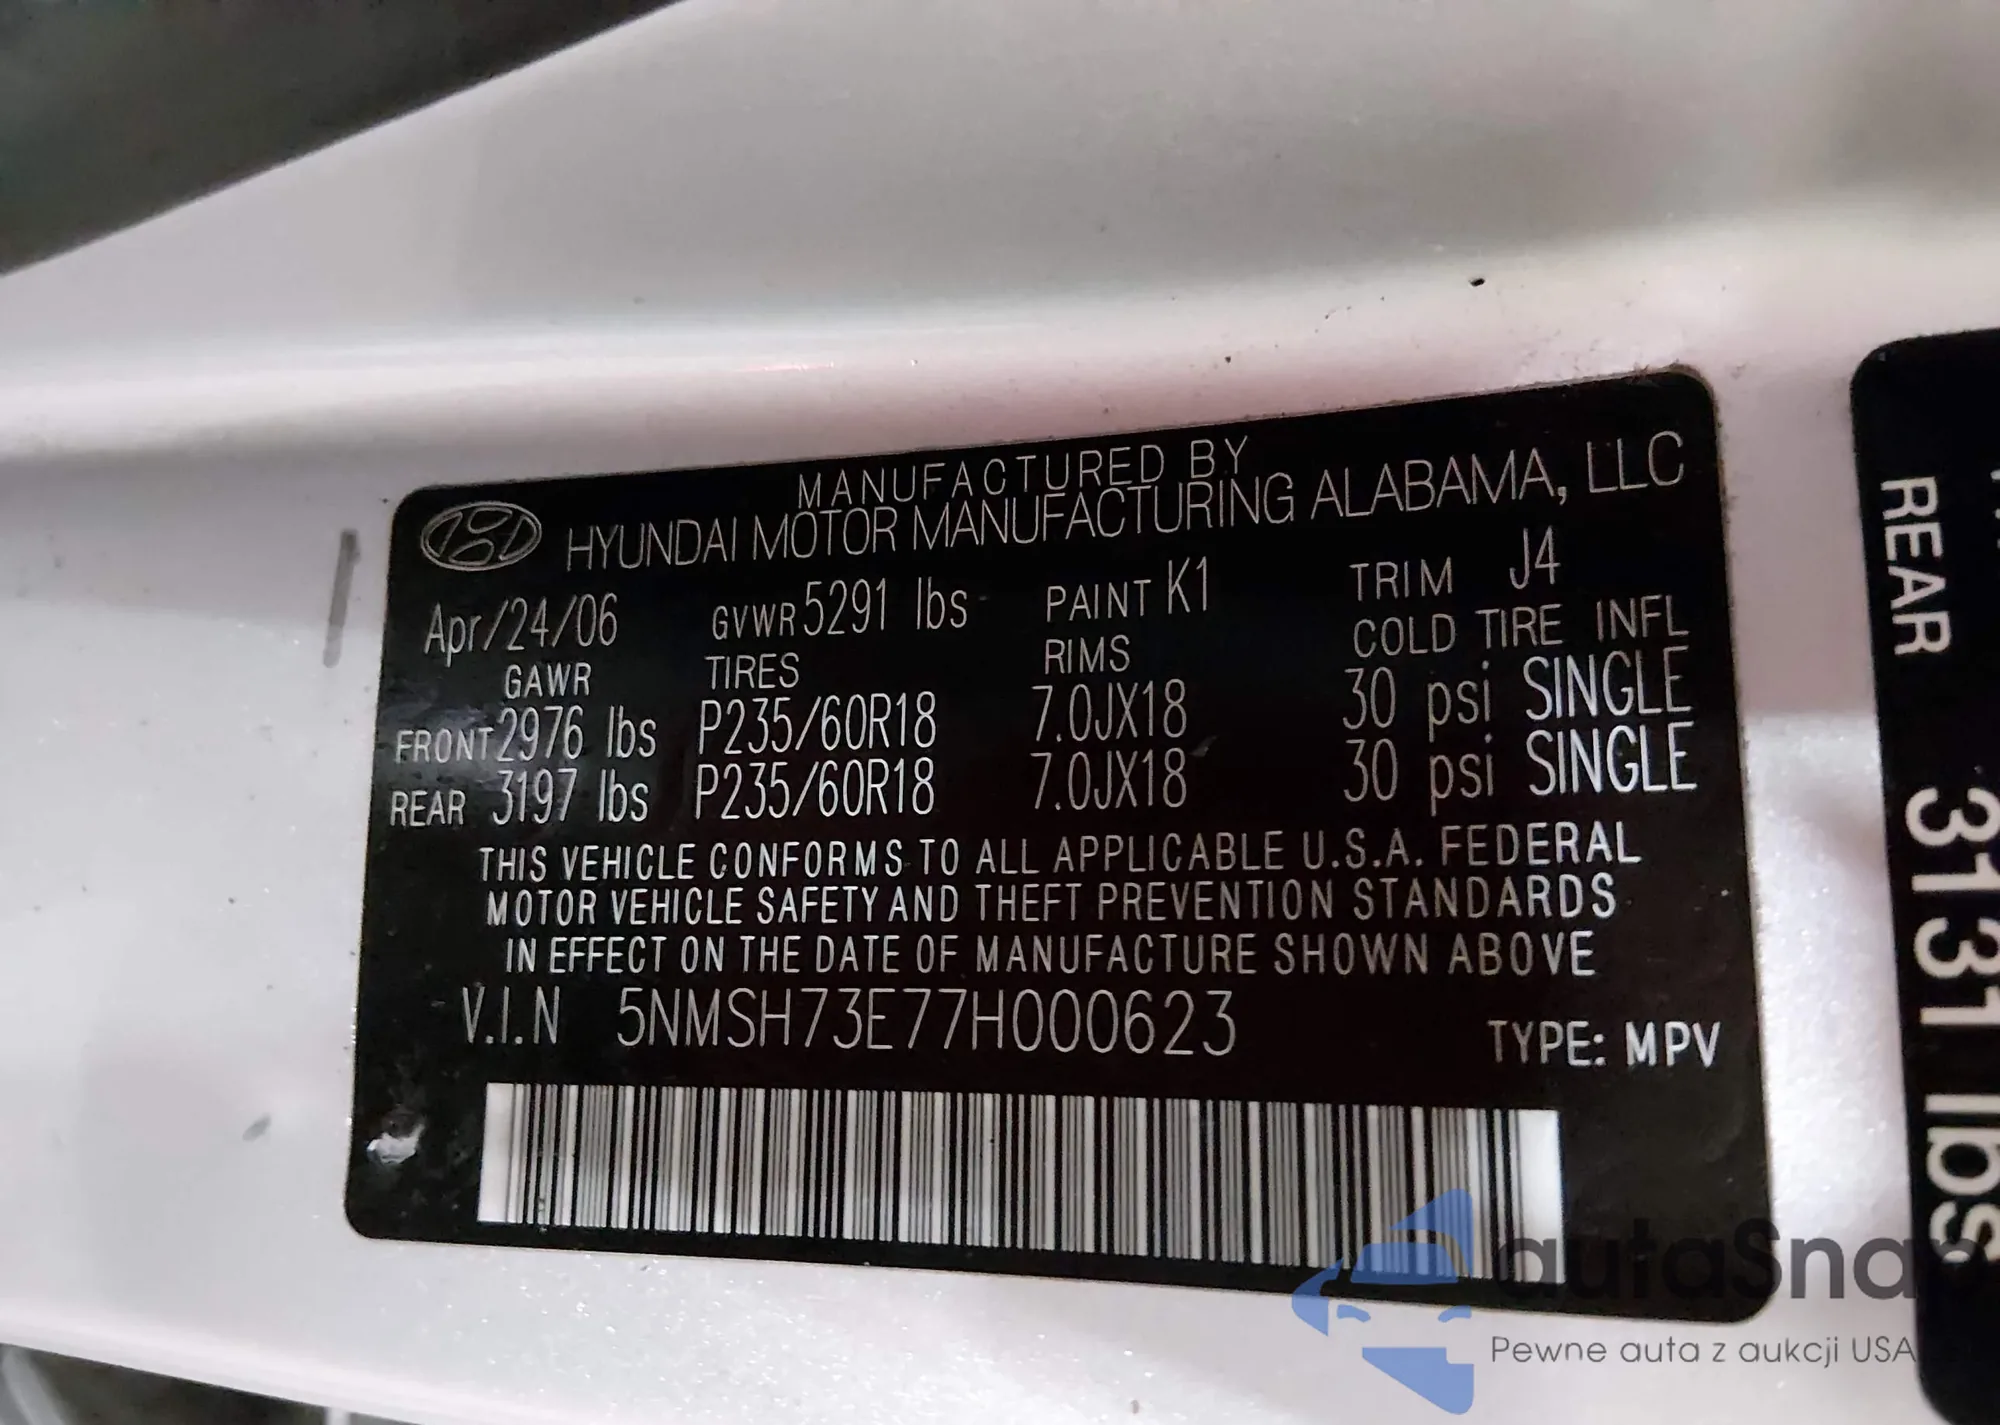 MANUFACTURED BY
HYUNDAI MOTOR MANUFACTURING ALABAMA, LLC
Apr/24/06 GVWR 5291 lbs PAINT K1 TRIM J4
GAWR TIRES RIMS COLD TIRE INFL
FRONT 2976 lbs P235/60R18 7.0JX18 30 psi SINGLE
REAR 3197 lbs P235/60R18 7.0JX18 30 psi SINGLE
THIS VEHICLE CONFORMS TO ALL APPLICABLE U.S.A. FEDERAL
MOTOR VEHICLE SAFETY AND THEFT PREVENTION STANDARDS
IN EFFECT ON THE DATE OF MANUFACTURE SHOWN ABOVE
V.I.N 5NMSH73E77H000623 TYPE: MPV
REAR 3131 lbs
autaSna
Pewne auta z aukcji USA